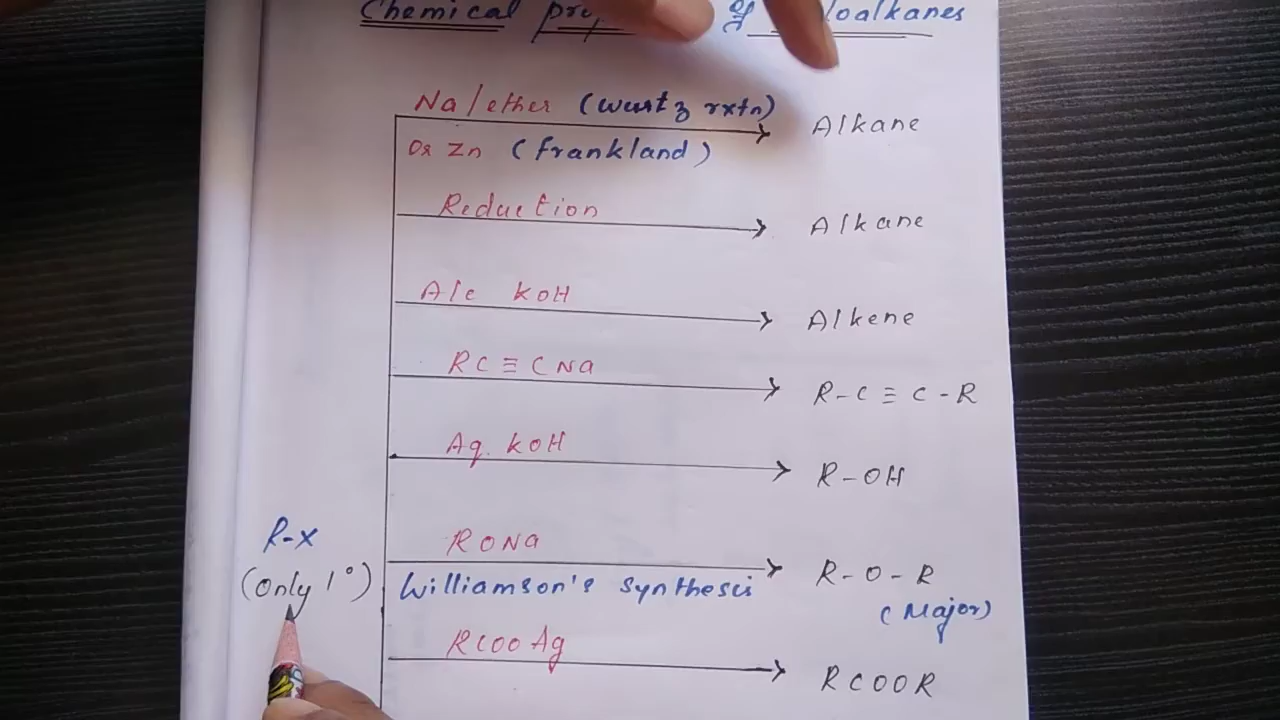 Chemical of
Na/ether (wurtz rxtn)
Alkane
Or Zn (frankland)
Reduction
Alkane
Alc KOH
Alkene
RC≡CNa
R-C≡C-R
Aq. KOH
R-OH
R-X
RONa
(Only 1°)
Williamson's synthesis
R-O-R
(Major)
RCOOAg
RCOOR